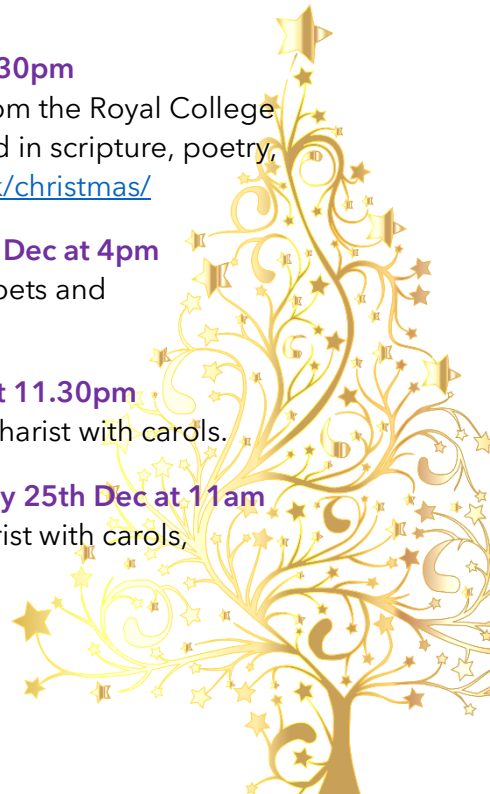 30pm
om the Royal College
d in scripture, poetry,
k/christmas/
Dec at 4pm
pets and
t 11.30pm
harist with carols.
y 25th Dec at 11am
rist with carols,